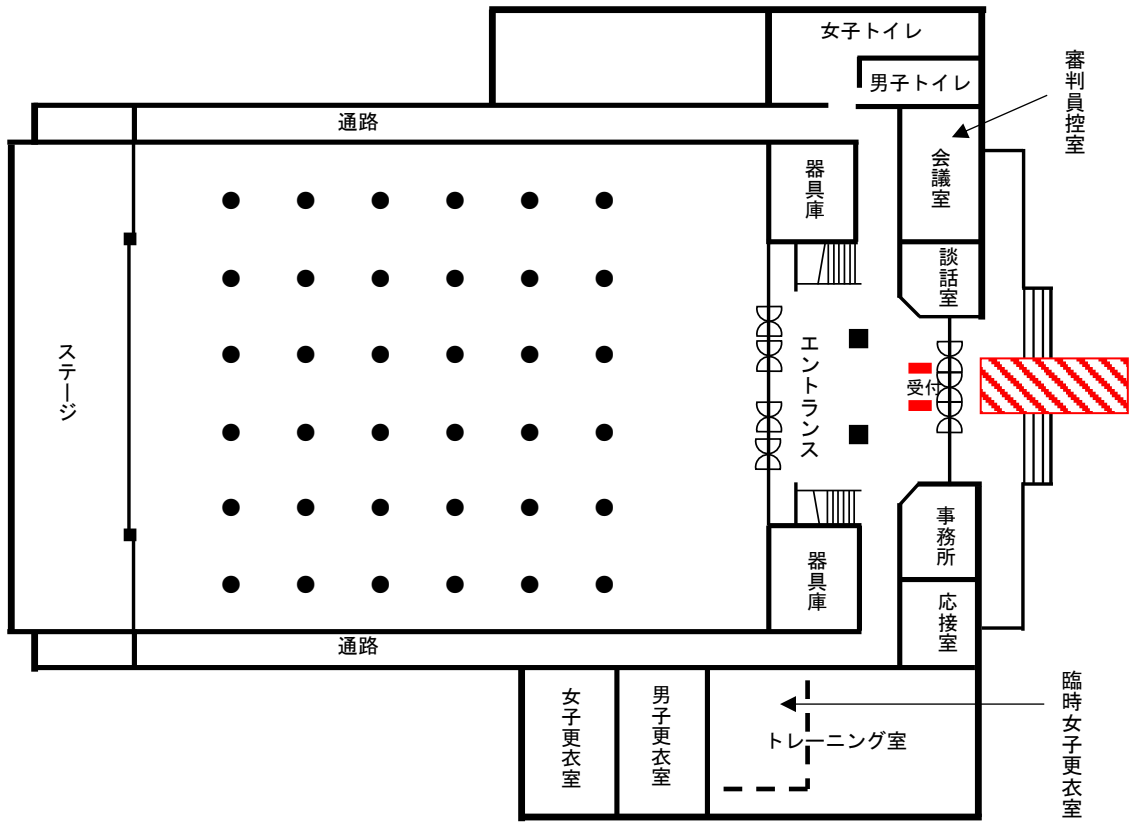 女子トイレ
男子トイレ
審判員控室
通路
器具庫
会議室
談話室
ステージ
エントランス
受付
事務所
器具庫
応接室
通路
女子更衣室
男子更衣室
トレーニング室
臨時女子更衣室